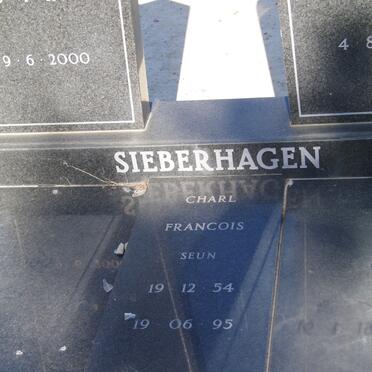 9·6·2000
4 8
SIEBERHAGEN
CHARL
FRANCOIS
SEUN
19·12·54
19·06·95